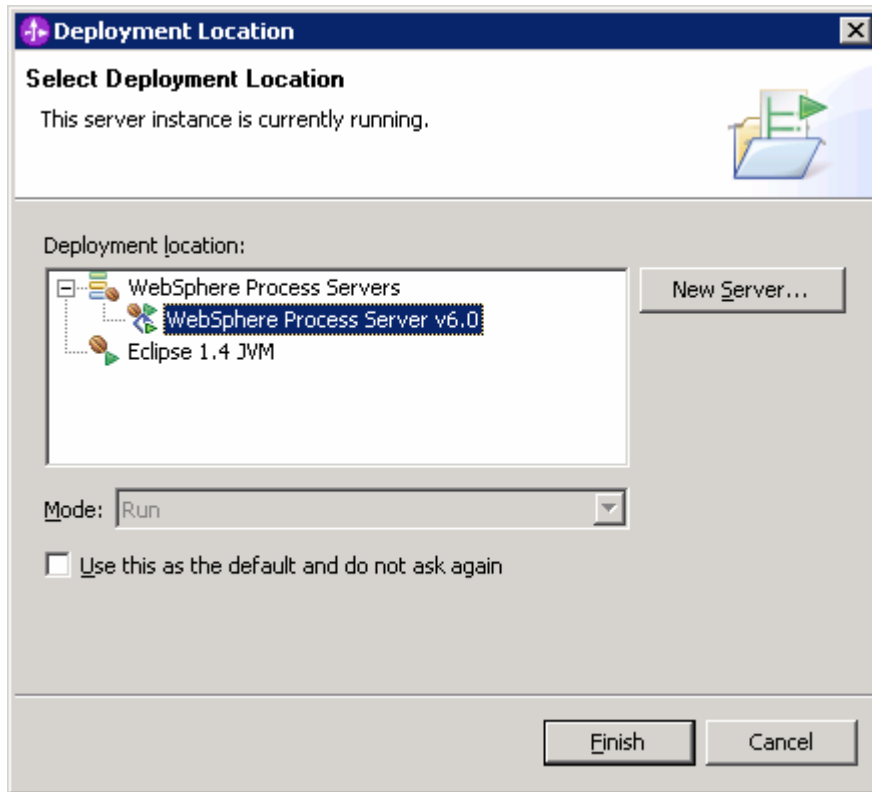 Deployment Location
Select Deployment Location
This server instance is currently running.
Deployment location:
WebSphere Process Servers
New Server...
WebSphere Process Server v6.0
Eclipse 1.4 JVM
Mode: Run
Use this as the default and do not ask again
Finish Cancel